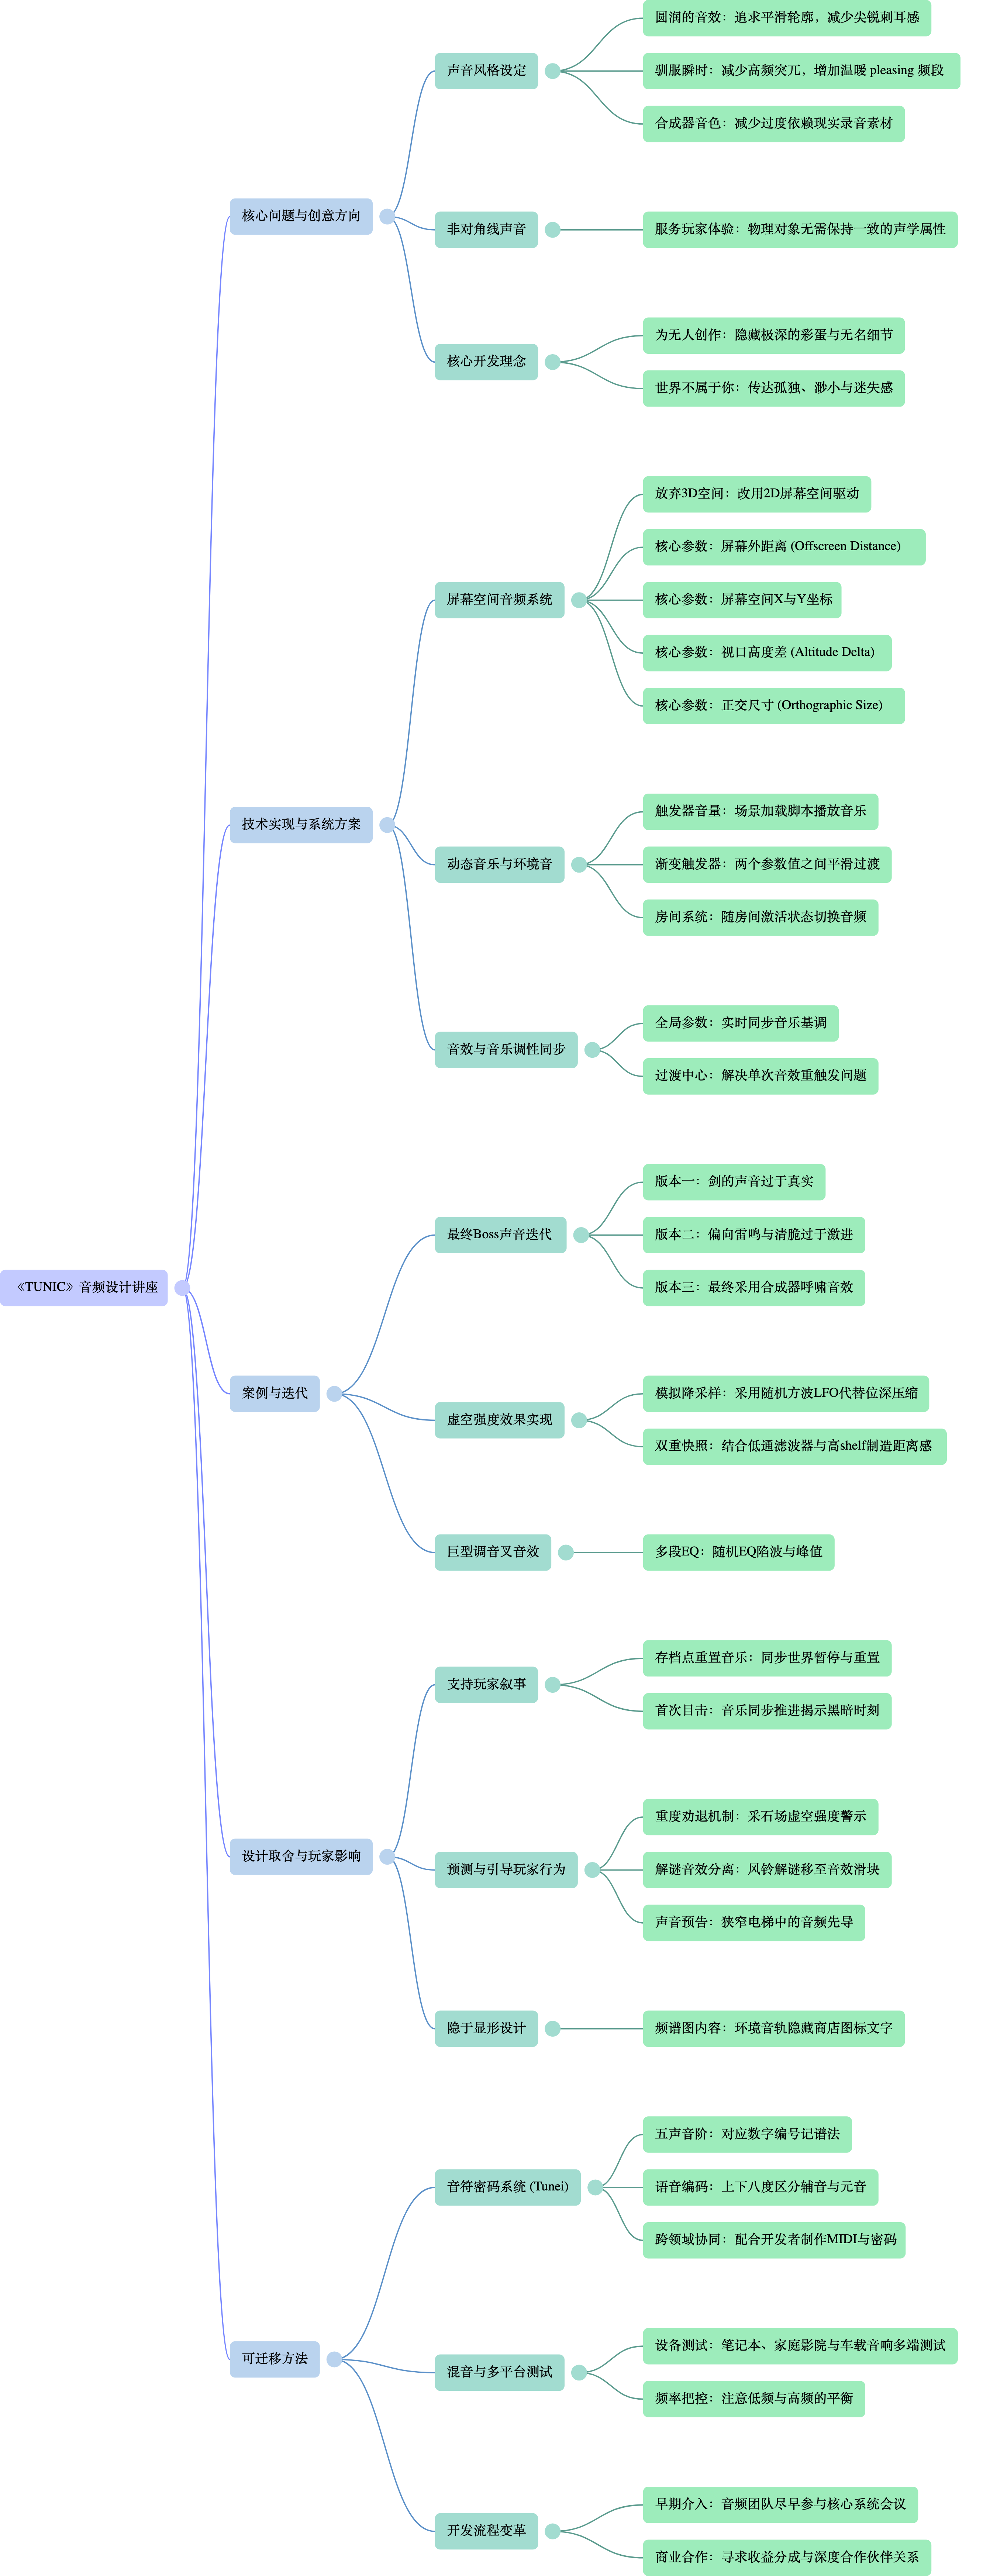 《TUNIC》音频设计讲座
核心问题与创意方向
声音风格设定
圆润的音效：追求平滑轮廓，减少尖锐刺耳感
驯服瞬时：减少高频突兀，增加温暖 pleasing 频段
合成器音色：减少过度依赖现实录音素材
非对角线声音
服务玩家体验：物理对象无需保持一致的声学属性
核心开发理念
为无人创作：隐藏极深的彩蛋与无名细节
世界不属于你：传达孤独、渺小与迷失感
技术实现与系统方案
屏幕空间音频系统
放弃3D空间：改用2D屏幕空间驱动
核心参数：屏幕外距离 (Offscreen Distance)
核心参数：屏幕空间X与Y坐标
核心参数：视口高度差 (Altitude Delta)
核心参数：正交尺寸 (Orthographic Size)
动态音乐与环境音
触发器音量：场景加载脚本播放音乐
渐变触发器：两个参数值之间平滑过渡
房间系统：随房间激活状态切换音频
音效与音乐调性同步
全局参数：实时同步音乐基调
过渡中心：解决单次音效重触发问题
案例与迭代
最终Boss声音迭代
版本一：剑的声音过于真实
版本二：偏向雷鸣与清脆过于激进
版本三：最终采用合成器呼啸音效
虚空强度效果实现
模拟降采样：采用随机方波LFO代替位深压缩
双重快照：结合低通滤波器与高shelf制造距离感
巨型调音叉音效
多段EQ：随机EQ陷波与峰值
设计取舍与玩家影响
支持玩家叙事
存档点重置音乐：同步世界暂停与重置
首次目击：音乐同步推进揭示黑暗时刻
预测与引导玩家行为
重度劝退机制：采石场虚空强度警示
解谜音效分离：风铃解谜移至音效滑块
声音预告：狭窄电梯中的音频先导
隐于显形设计
频谱图内容：环境音轨隐藏商店图标文字
可迁移方法
音符密码系统 (Tunei)
五声音阶：对应数字编号记谱法
语音编码：上下八度区分辅音与元音
跨领域协同：配合开发者制作MIDI与密码
混音与多平台测试
设备测试：笔记本、家庭影院与车载音响多端测试
频率把控：注意低频与高频的平衡
开发流程变革
早期介入：音频团队尽早参与核心系统会议
商业合作：寻求收益分成与深度合作伙伴关系